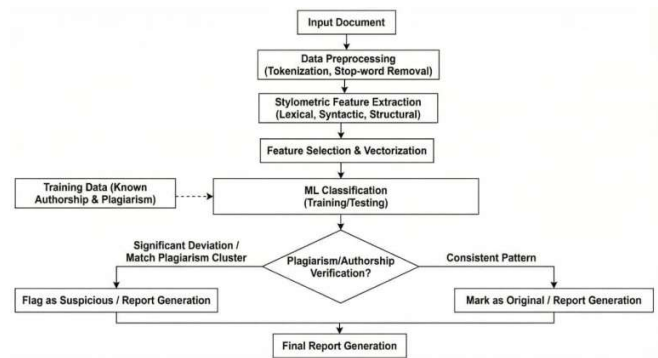 Input Document
Data Preprocessing
(Tokenization, Stop-word Removal)
Stylometric Feature Extraction
(Lexical, Syntactic, Structural)
Feature Selection & Vectorization
Training Data (Known
Authorship & Plagiarism)
ML Classification
(Training/Testing)
Significant Deviation /
Match Plagiarism Cluster
Plagiarism/Authorship
Verification?
Consistent Pattern
Flag as Suspicious / Report Generation
Mark as Original / Report Generation
Final Report Generation